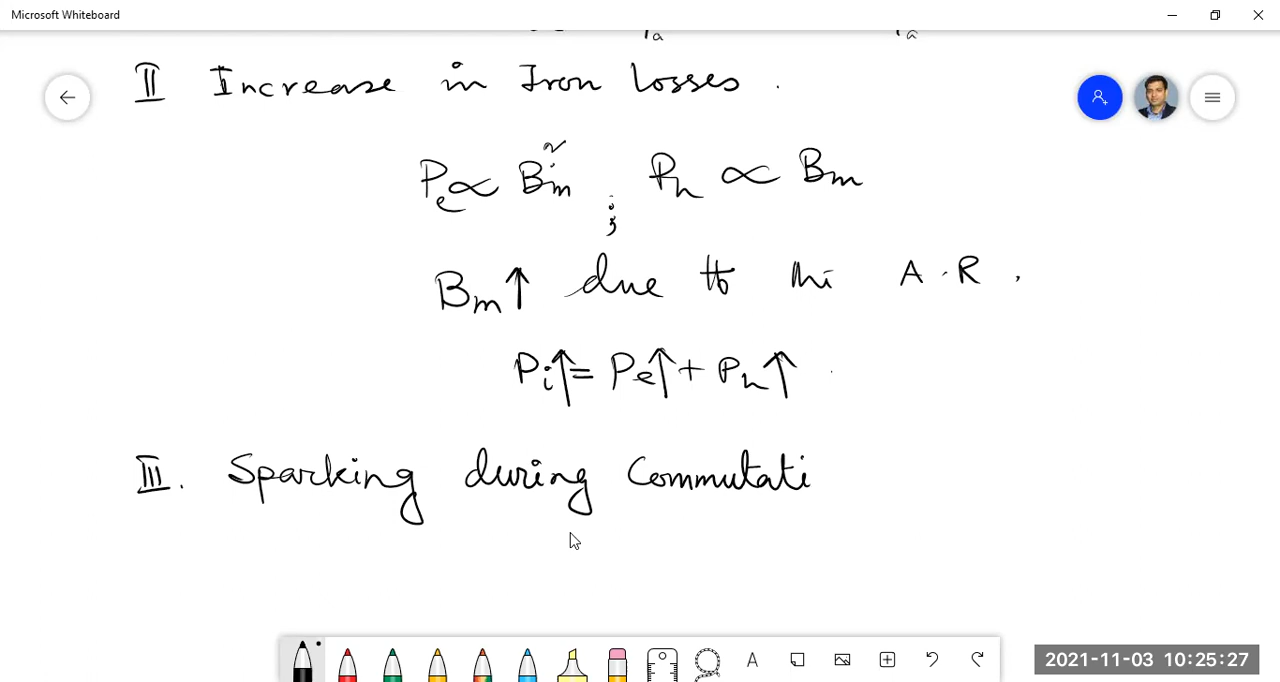 Microsoft Whiteboard
II Increase in Iron losses.
Pe ∝ Bm² ; Ph ∝ Bm
Bm↑ due to the A.R.
Pi↑ = Pe↑ + Ph↑
III. Sparking during Commutati
A
2021-11-03 10:25:27